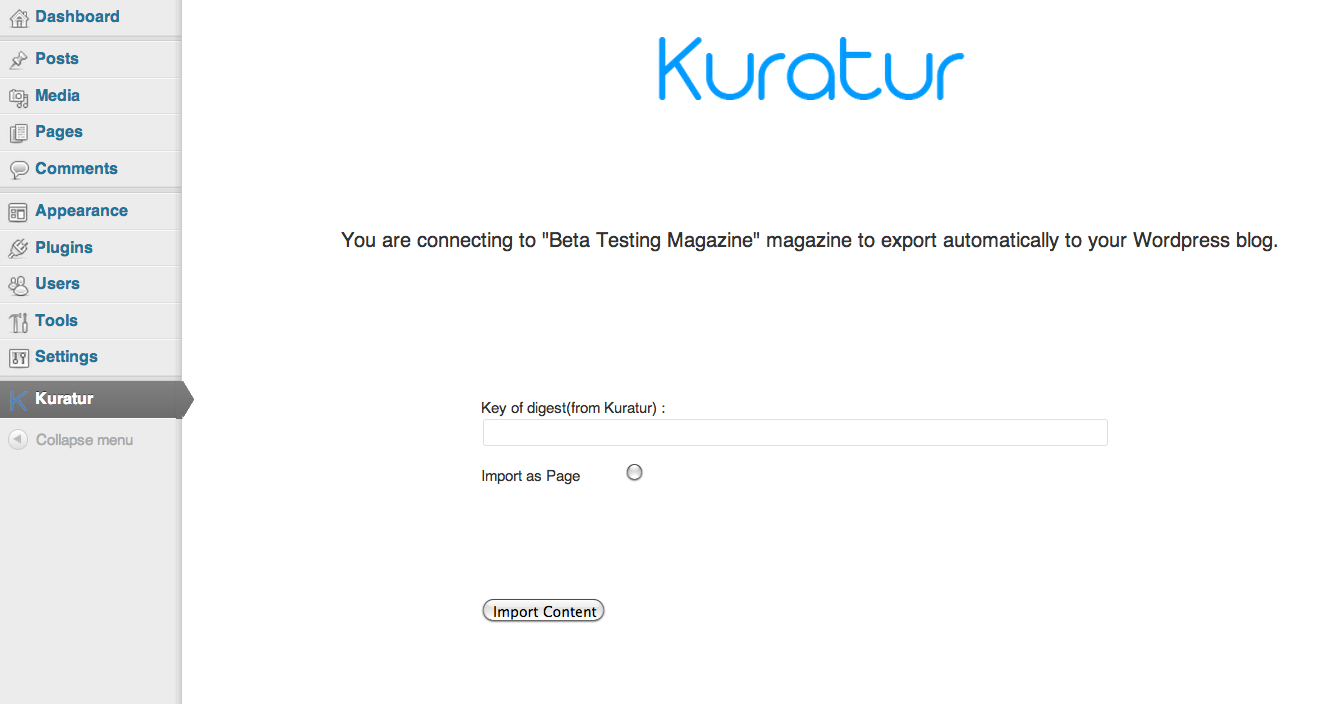 Dashboard
Posts
Media
Pages
Comments
Appearance
Plugins
Users
Tools
Settings
Kuratur
Collapse menu
Kuratur
You are connecting to "Beta Testing Magazine" magazine to export automatically to your Wordpress blog.
Key of digest(from Kuratur) :
Import as Page
Import Content